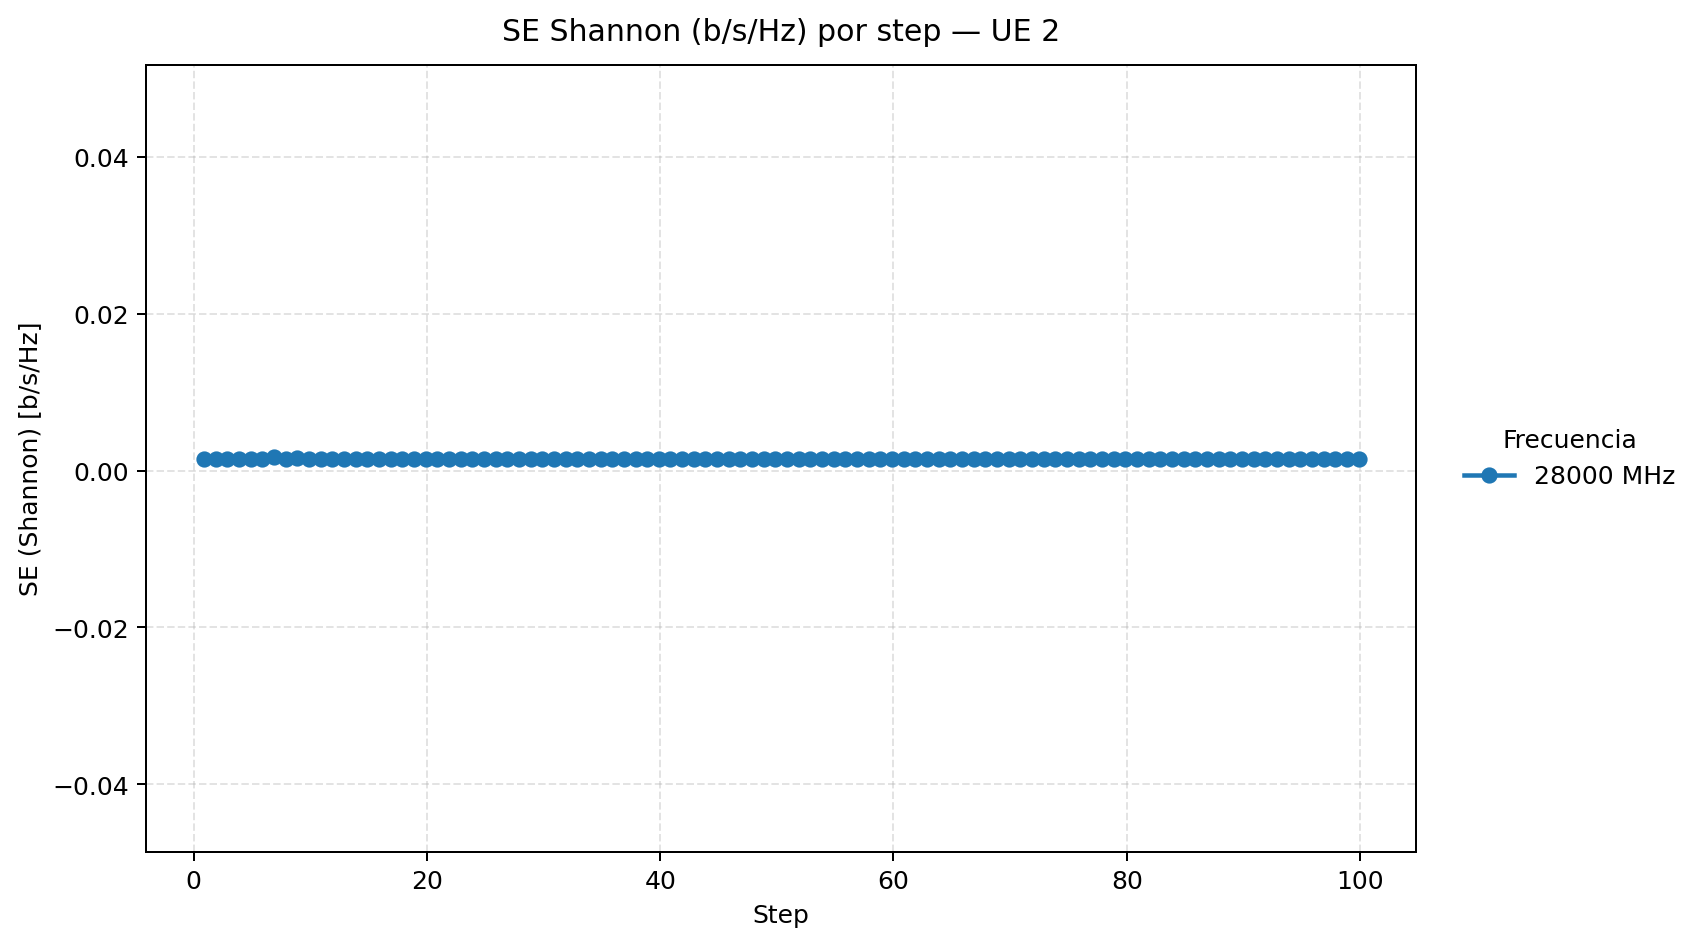 SE Shannon (b/s/Hz) por step — UE 2
SE (Shannon) [b/s/Hz]
0.04
0.02
0.00
−0.02
−0.04
0 20 40 60 80 100
Step
Frecuencia
28000 MHz